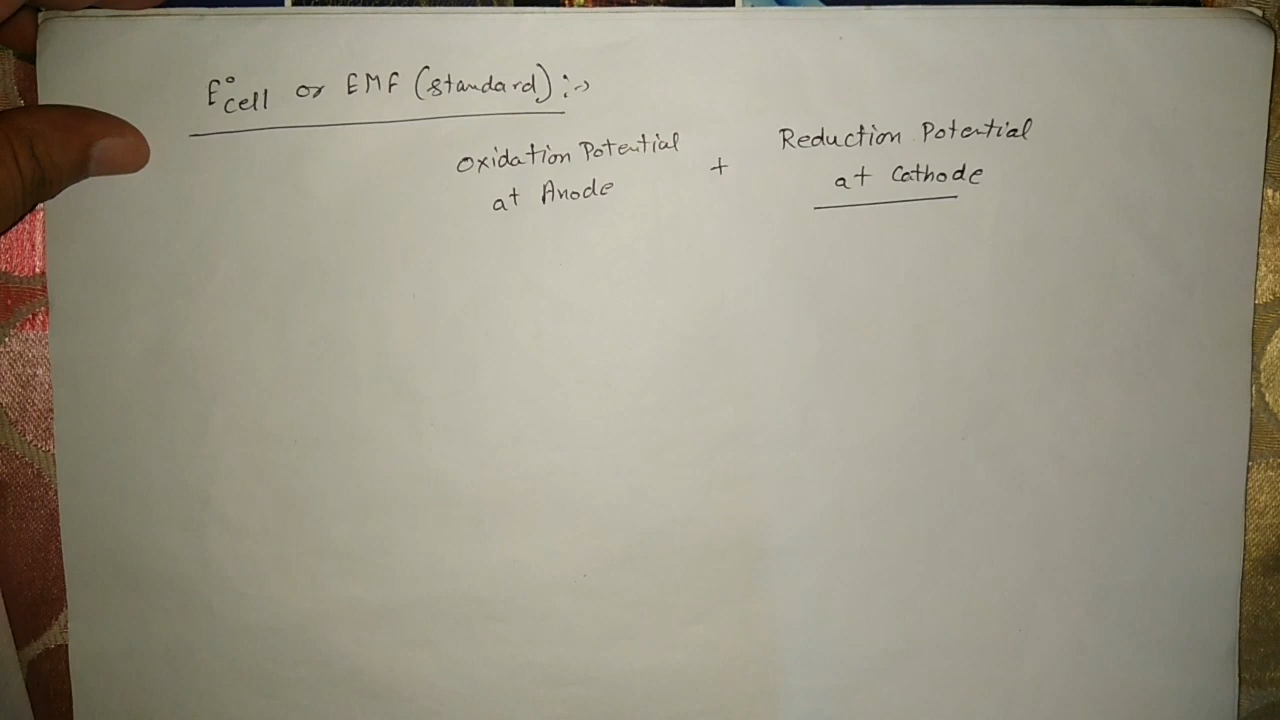 E°cell or EMF (standard) :->
Oxidation Potential at Anode + Reduction Potential at Cathode